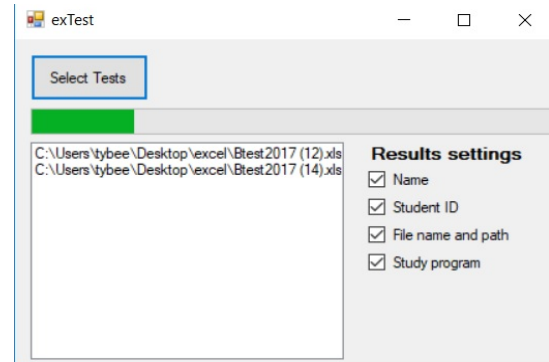 exTest
Select Tests
C:\Users\tybee\Desktop\excel\Btest2017 (12).xls
C:\Users\tybee\Desktop\excel\Btest2017 (14).xls
Results settings
Name
Student ID
File name and path
Study program